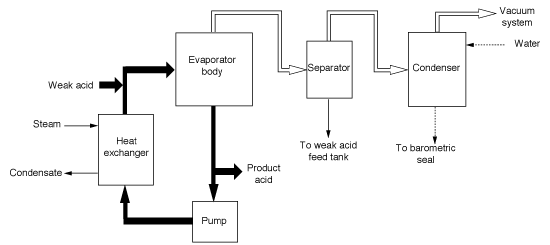 Vacuum
system
Evaporator
body
Separator
Condenser
Water
Weak acid
Steam
Heat
exchanger
Condensate
Product
acid
To weak acid
feed tank
To barometric
seal
Pump